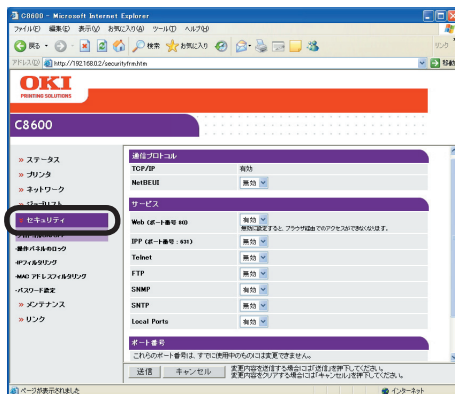 C8600 - Microsoft Internet Explorer
ファイル(F) 編集(E) 表示(V) お気に入り(A) ツール(T) ヘルプ(H)
戻る 検索 お気に入り リンク
アドレス(D) http://192.168.0.2/securityfrm.htm 移動
OKI
PRINTING SOLUTIONS
C8600
» ステータス
» プリンタ
» ネットワーク
» セキュリティ
・操作パネルのロック
・IPフィルタリング
・MAC アドレスフィルタリング
・パスワード設定
» メンテナンス
» リンク
通信プロトコル
TCP/IP 有効
NetBEUI 無効
サービス
Web (ポート番号 80) 有効
無効に設定すると、ブラウザ経由でのアクセスができなくなります。
IPP (ポート番号 : 631) 無効
Telnet 無効
FTP 無効
SNMP 有効
SNTP 無効
Local Ports 有効
ポート番号
これらのポート番号は、すでに使用中のものには変更できません。
送信 キャンセル 変更内容を送信する場合には「送信」を押下してください。
変更内容をクリアする場合には「キャンセル」を押下してください。
ページが表示されました インターネット